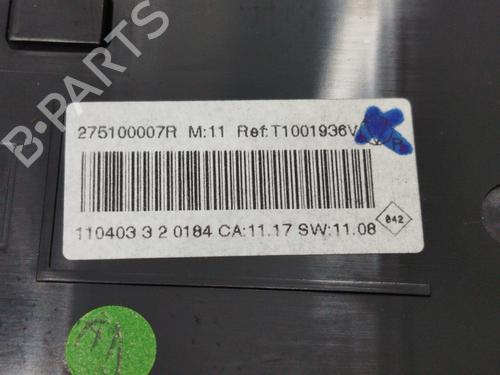 B-PARTS
275100007R M:11 Ref:T1001936V
R
110403 3 2 0184 CA:11.17 SW:11.08
842